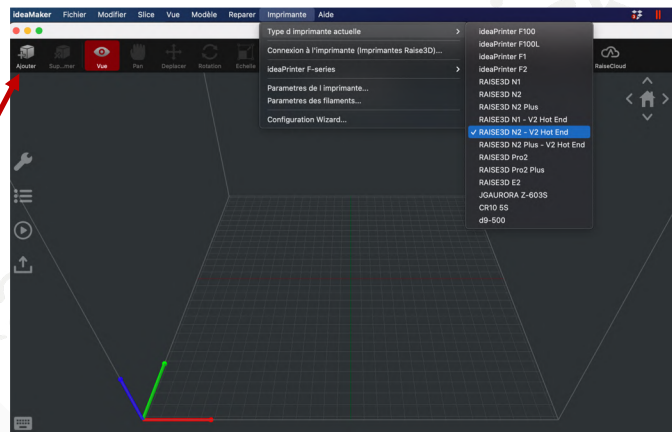 ideaMaker Fichier Modifier Slice Vue Modèle Reparer Imprimante Aide
Type d imprimante actuelle
Connexion à l'imprimante (Imprimantes Raise3D)...
ideaPrinter F-series
Parametres de l imprimante...
Parametres des filaments...
Configuration Wizard...
ideaPrinter F100
ideaPrinter F100L
ideaPrinter F1
ideaPrinter F2
RAISE3D N1
RAISE3D N2
RAISE3D N2 Plus
RAISE3D N1 - V2 Hot End
RAISE3D N2 - V2 Hot End
RAISE3D N2 Plus - V2 Hot End
RAISE3D Pro2
RAISE3D Pro2 Plus
RAISE3D E2
JGAURORA Z-603S
CR10 5S
d9-500
Ajouter Sup...mer Vue Pan Deplacer Rotation Echelle RaiseCloud